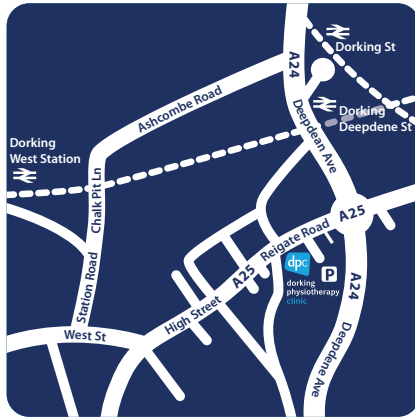 A24
Dorking St
Ashcombe Road
Dorking
Deepdene St
Deepdean Ave
Dorking
West Station
Chalk Pit Ln
A25
Reigate Road
A25
dpc
P
dorking
physiotherapy
clinic
A24
Station Road
High Street
West St
Deepdene Ave